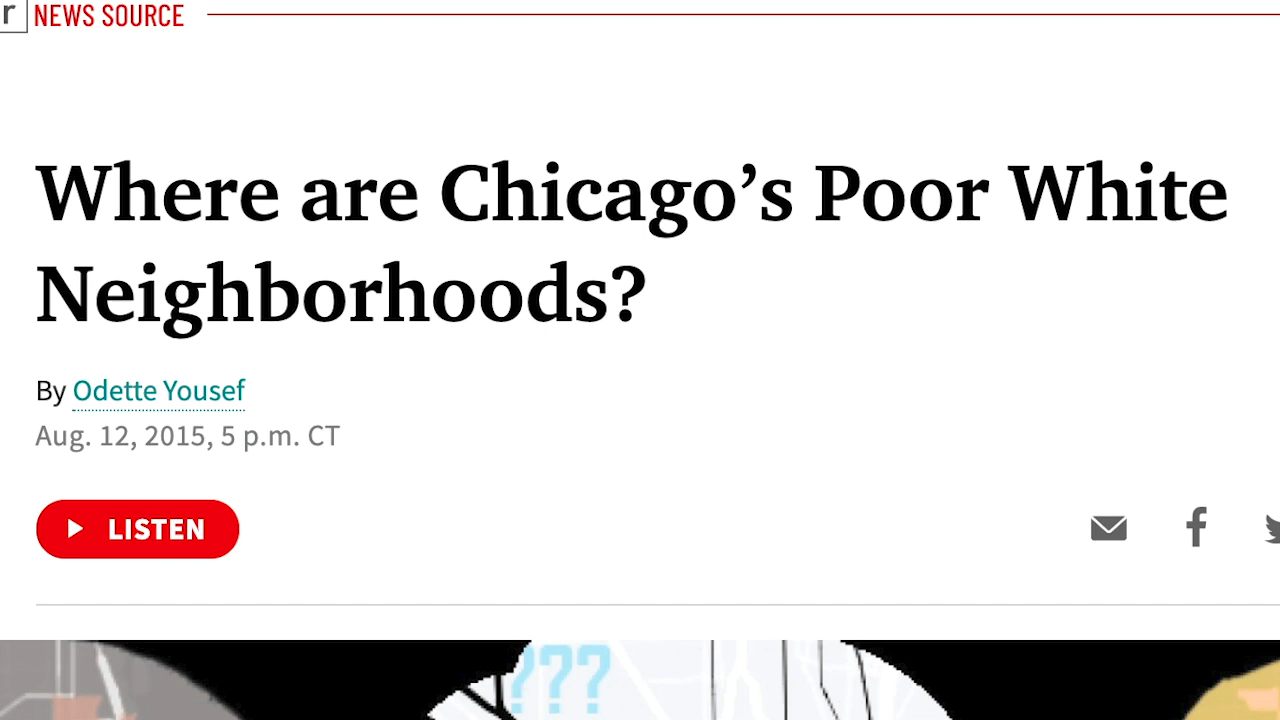 r NEWS SOURCE
Where are Chicago’s Poor White
Neighborhoods?
By Odette Yousef
Aug. 12, 2015, 5 p.m. CT
LISTEN
???